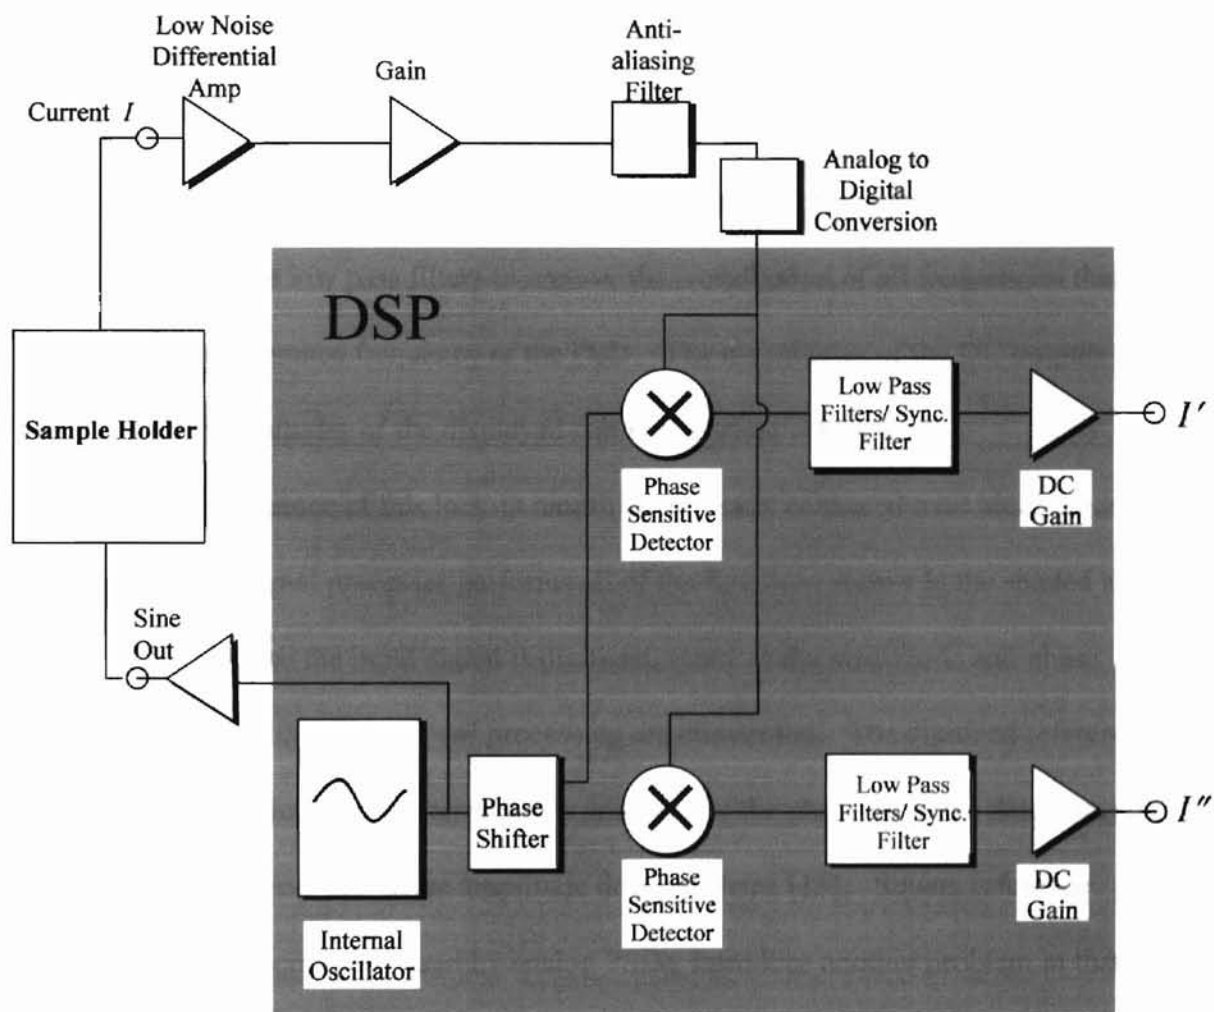 Low Noise
Differential
Amp
Gain
Anti-
aliasing
Filter
Current I
Analog to
Digital
Conversion
DSP
Sample Holder
Low Pass
Filters/ Sync.
Filter
I'
Phase
Sensitive
Detector
DC
Gain
Sine
Out
Phase
Shifter
Low Pass
Filters/ Sync.
Filter
I"
Phase
Sensitive
Detector
DC
Gain
Internal
Oscillator